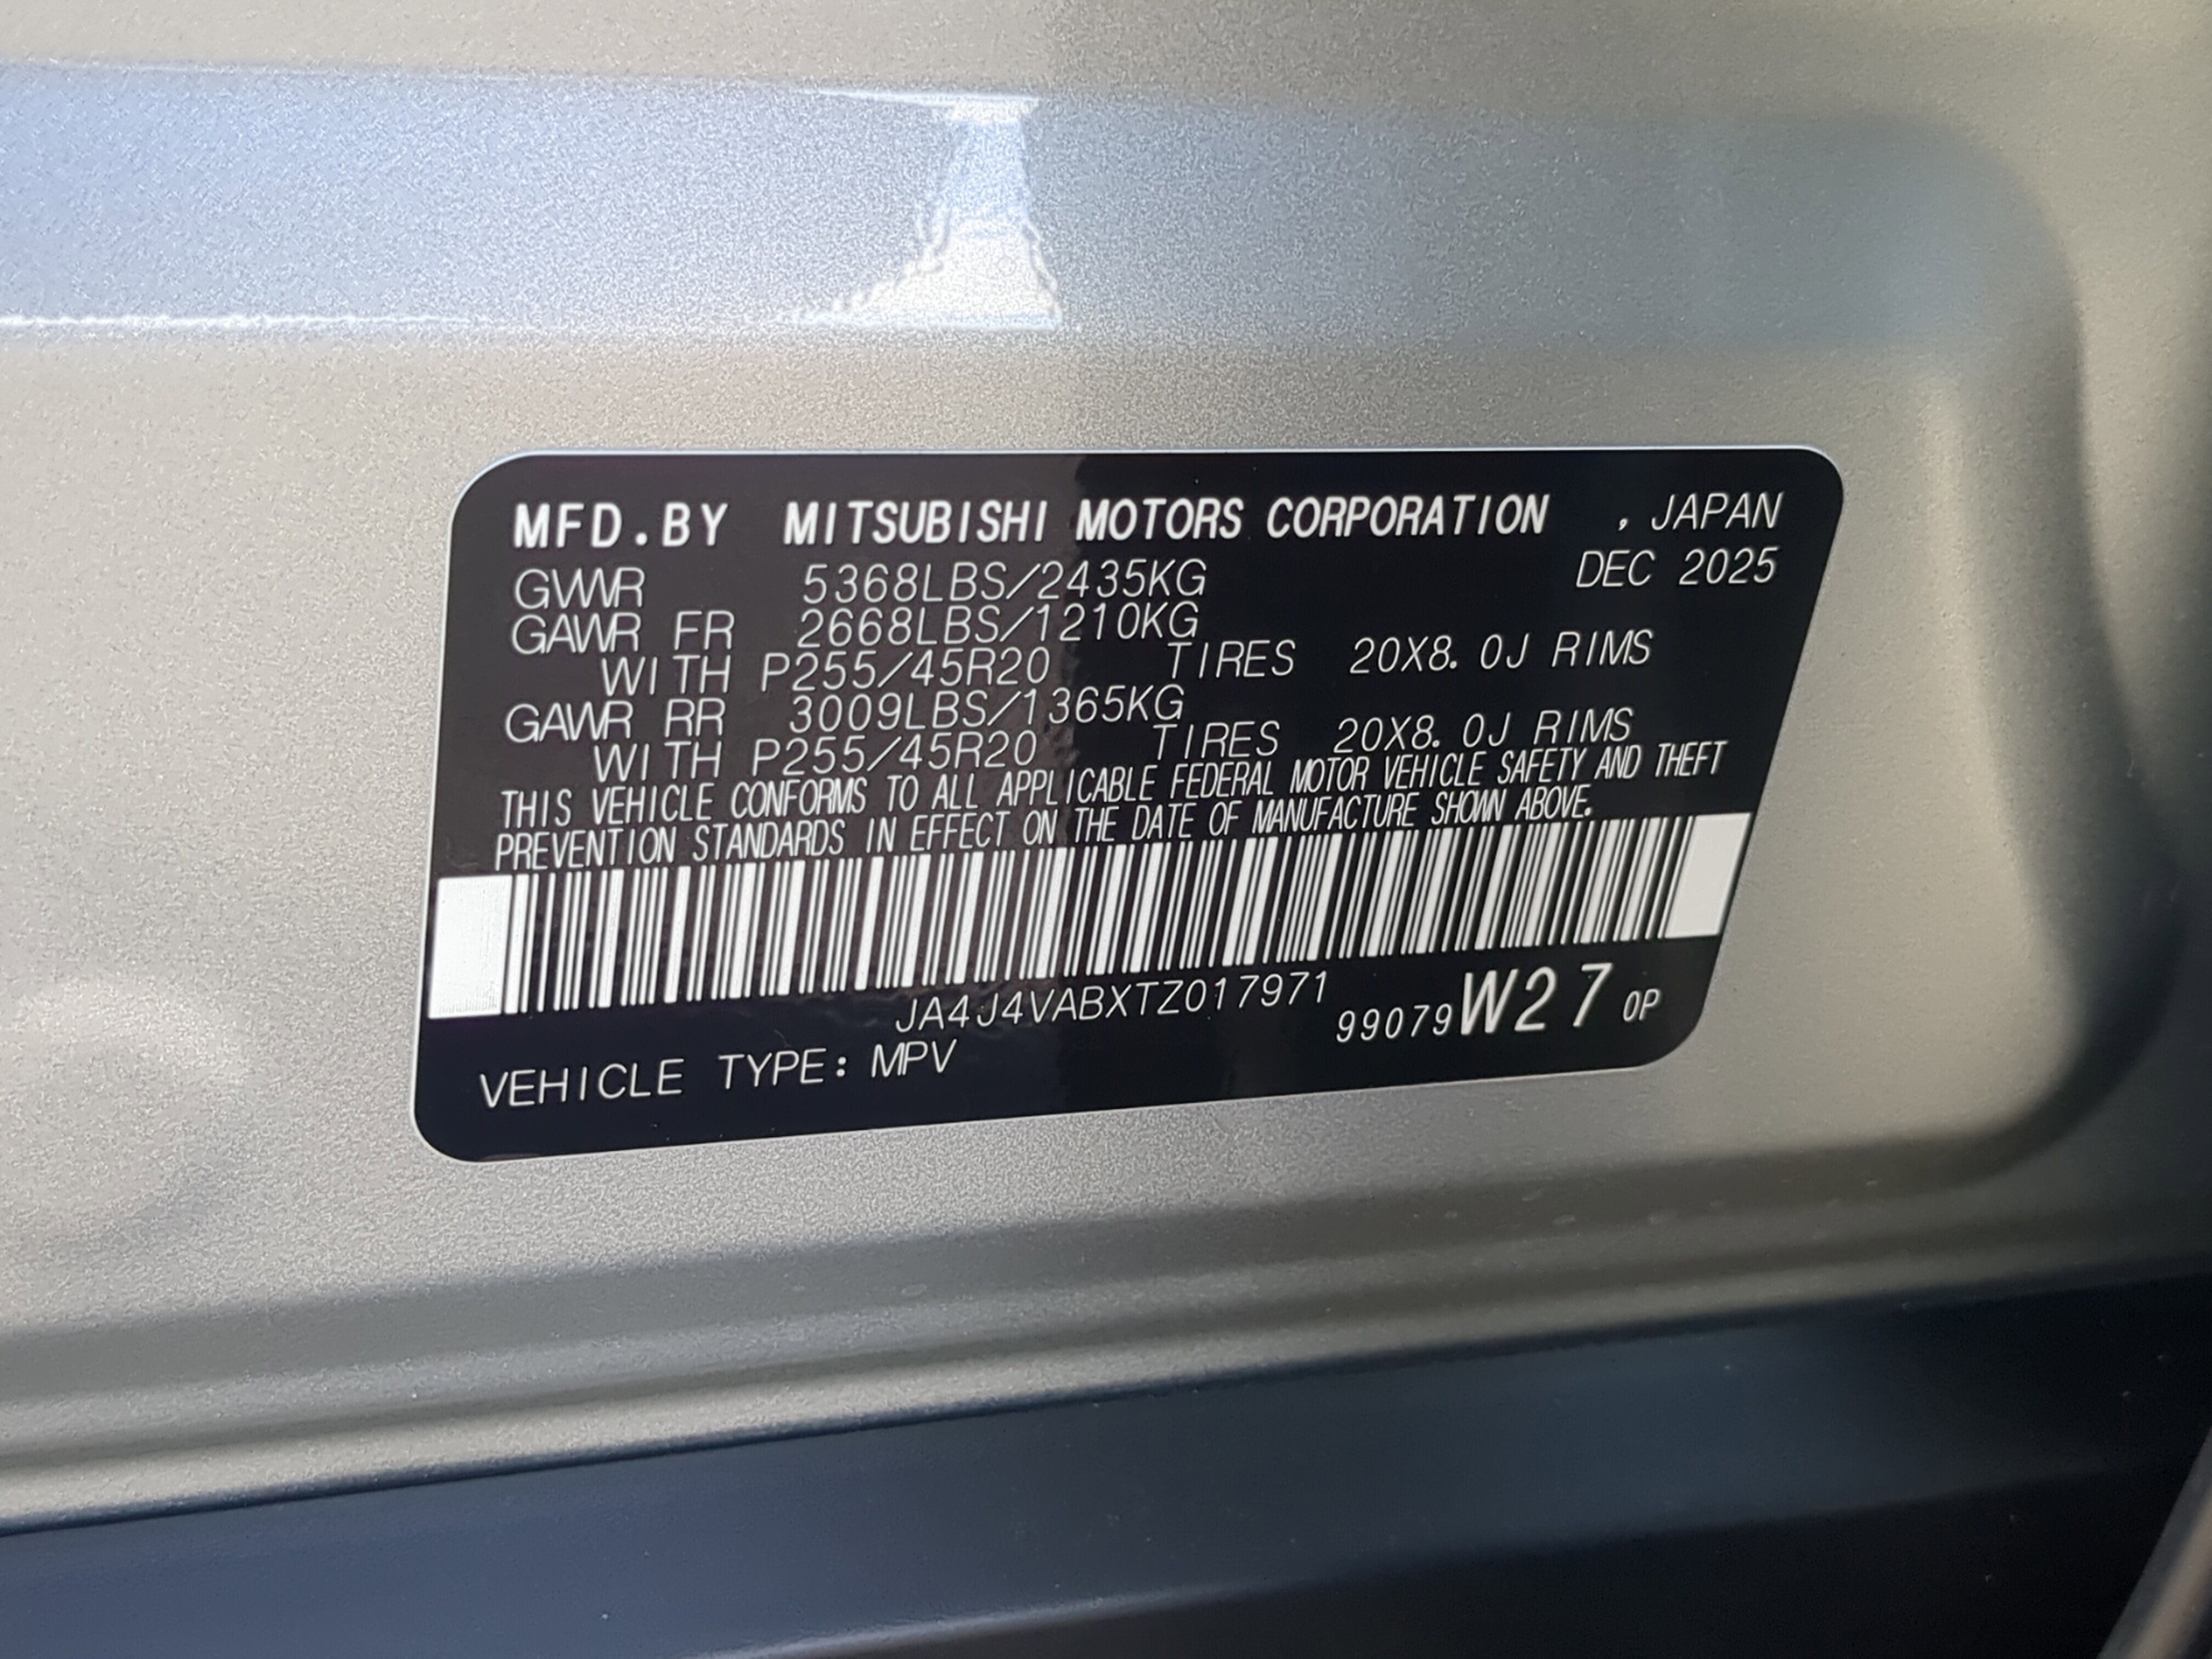 MFD.BY MITSUBISHI MOTORS CORPORATION , JAPAN
DEC 2025
GVWR 5368LBS/2435KG
GAWR FR 2668LBS/1210KG
WITH P255/45R20 TIRES 20X8.0J RIMS
GAWR RR 3009LBS/1365KG
WITH P255/45R20 TIRES 20X8.0J RIMS
THIS VEHICLE CONFORMS TO ALL APPLICABLE FEDERAL MOTOR VEHICLE SAFETY AND THEFT
PREVENTION STANDARDS IN EFFECT ON THE DATE OF MANUFACTURE SHOWN ABOVE.
JA4J4VABXTZ017971
99079W27 0P
VEHICLE TYPE: MPV